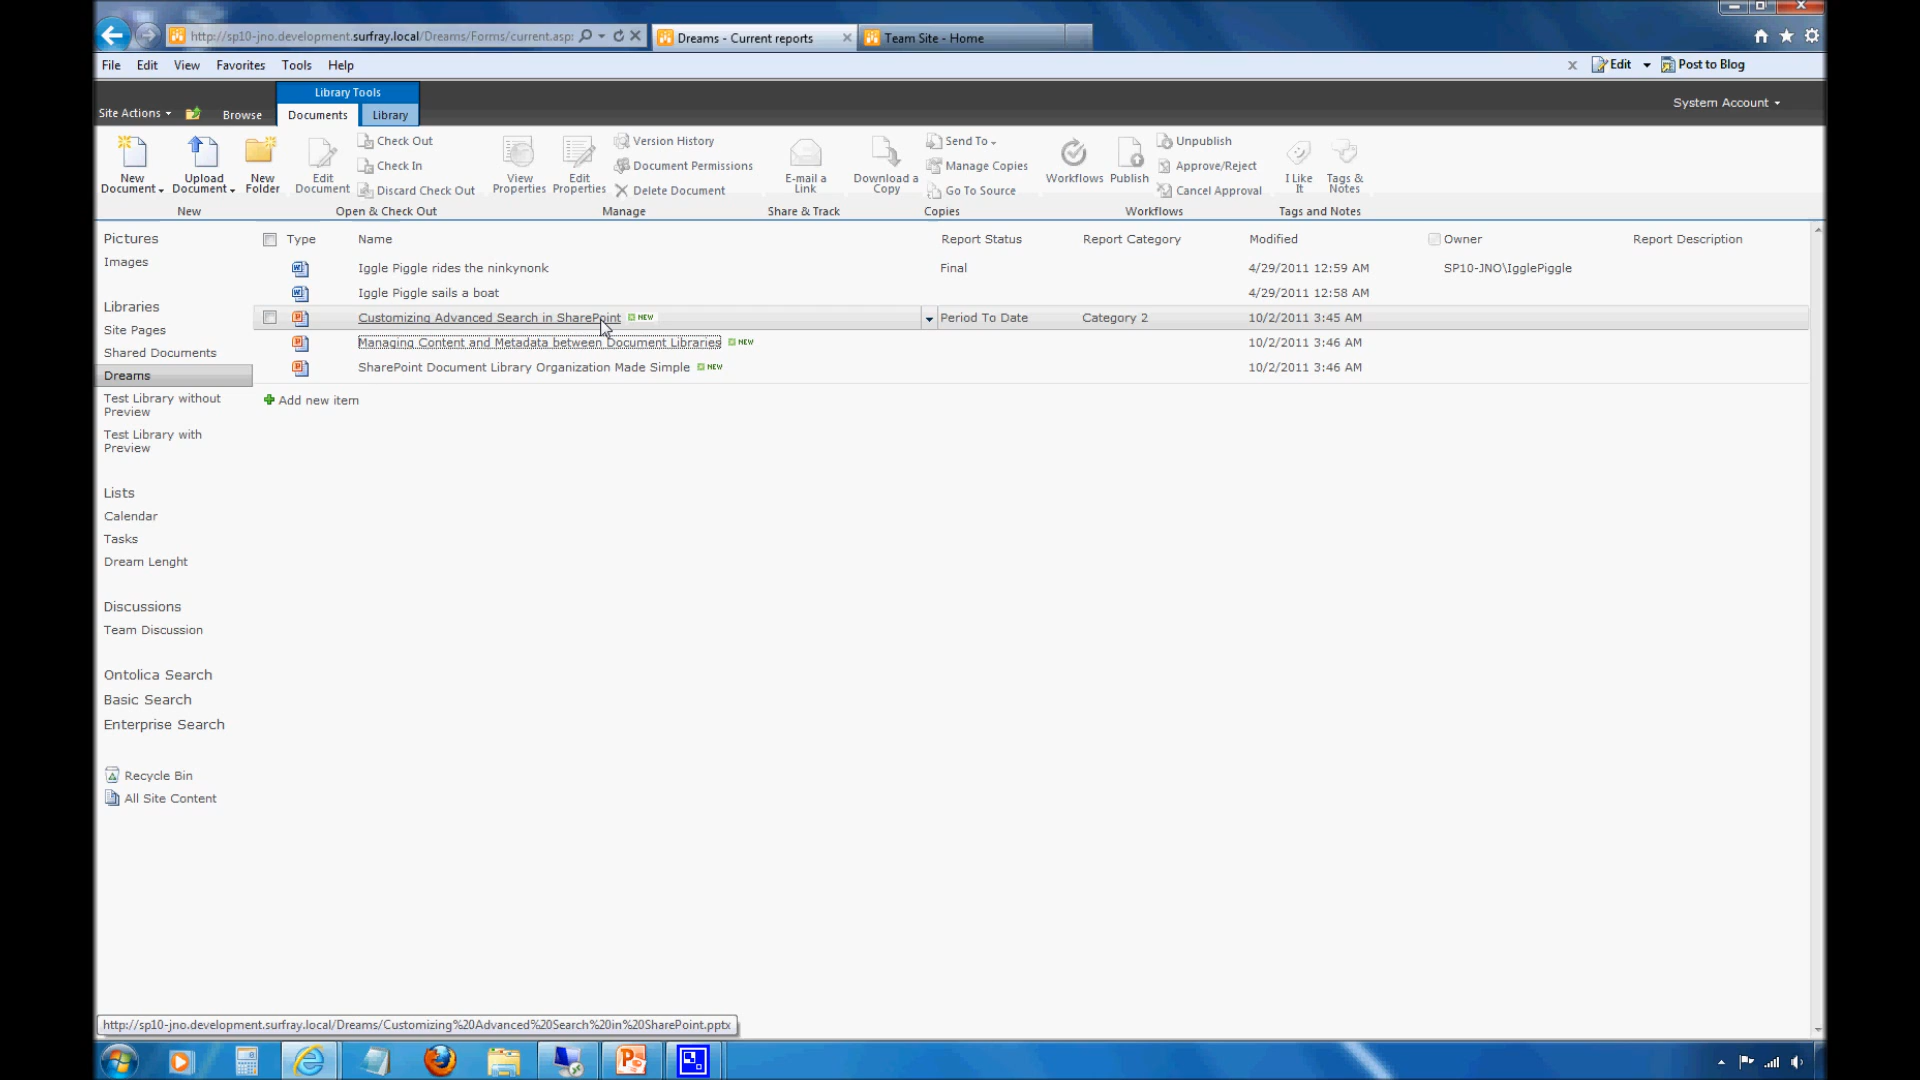 http://sp10-jno.development.surfray.local/Dreams/Forms/current.asp:
Dreams - Current reports
Team Site - Home
File Edit View Favorites Tools Help
Edit
Post to Blog
Library Tools
Site Actions
Browse
Documents
Library
System Account
New Document
Upload Document
New Folder
New
Edit Document
Check Out
Check In
Discard Check Out
Open & Check Out
View Properties
Edit Properties
Version History
Document Permissions
Delete Document
Manage
E-mail a Link
Share & Track
Download a Copy
Send To
Manage Copies
Go To Source
Copies
Workflows
Publish
Unpublish
Approve/Reject
Cancel Approval
Workflows
I Like It
Tags & Notes
Tags and Notes
Pictures
Images
Libraries
Site Pages
Shared Documents
Dreams
Test Library without
Preview
Test Library with
Preview
Lists
Calendar
Tasks
Dream Lenght
Discussions
Team Discussion
Ontolica Search
Basic Search
Enterprise Search
Recycle Bin
All Site Content
Type Name Report Status Report Category Modified Owner Report Description
Iggle Piggle rides the ninkynonk Final 4/29/2011 12:59 AM SP10-JNO\IgglePiggle
Iggle Piggle sails a boat 4/29/2011 12:58 AM
Customizing Advanced Search in SharePoint NEW Period To Date Category 2 10/2/2011 3:45 AM
Managing Content and Metadata between Document Libraries NEW 10/2/2011 3:46 AM
SharePoint Document Library Organization Made Simple NEW 10/2/2011 3:46 AM
Add new item
http://sp10-jno.development.surfray.local/Dreams/Customizing%20Advanced%20Search%20in%20SharePoint.pptx